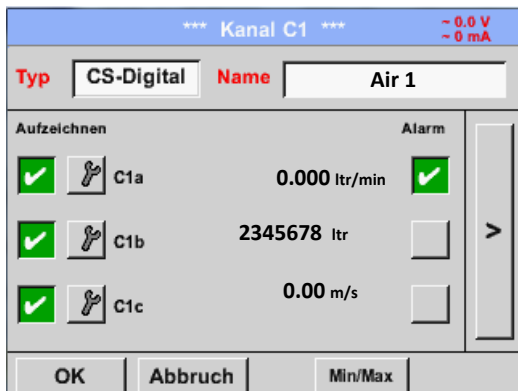 *** Kanal C1 *** ~ 0.0 V
~ 0 mA
Typ CS-Digital Name Air 1
Aufzeichnen Alarm
C1a 0.000 ltr/min
C1b 2345678 ltr
>
C1c 0.00 m/s
OK Abbruch Min/Max